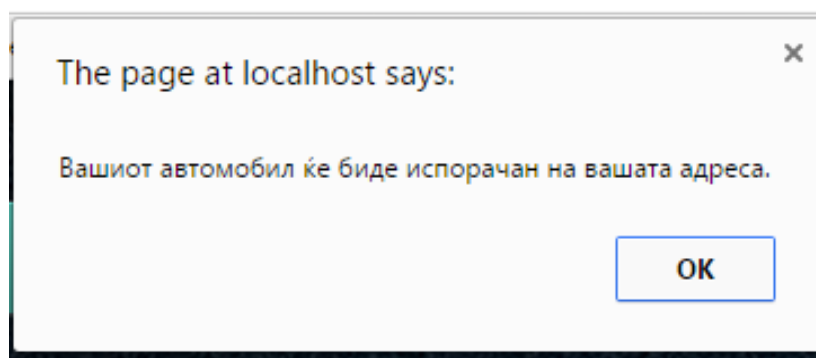 The page at localhost says:
Вашиот автомобил ќе биде испорачан на вашата адреса.
OK